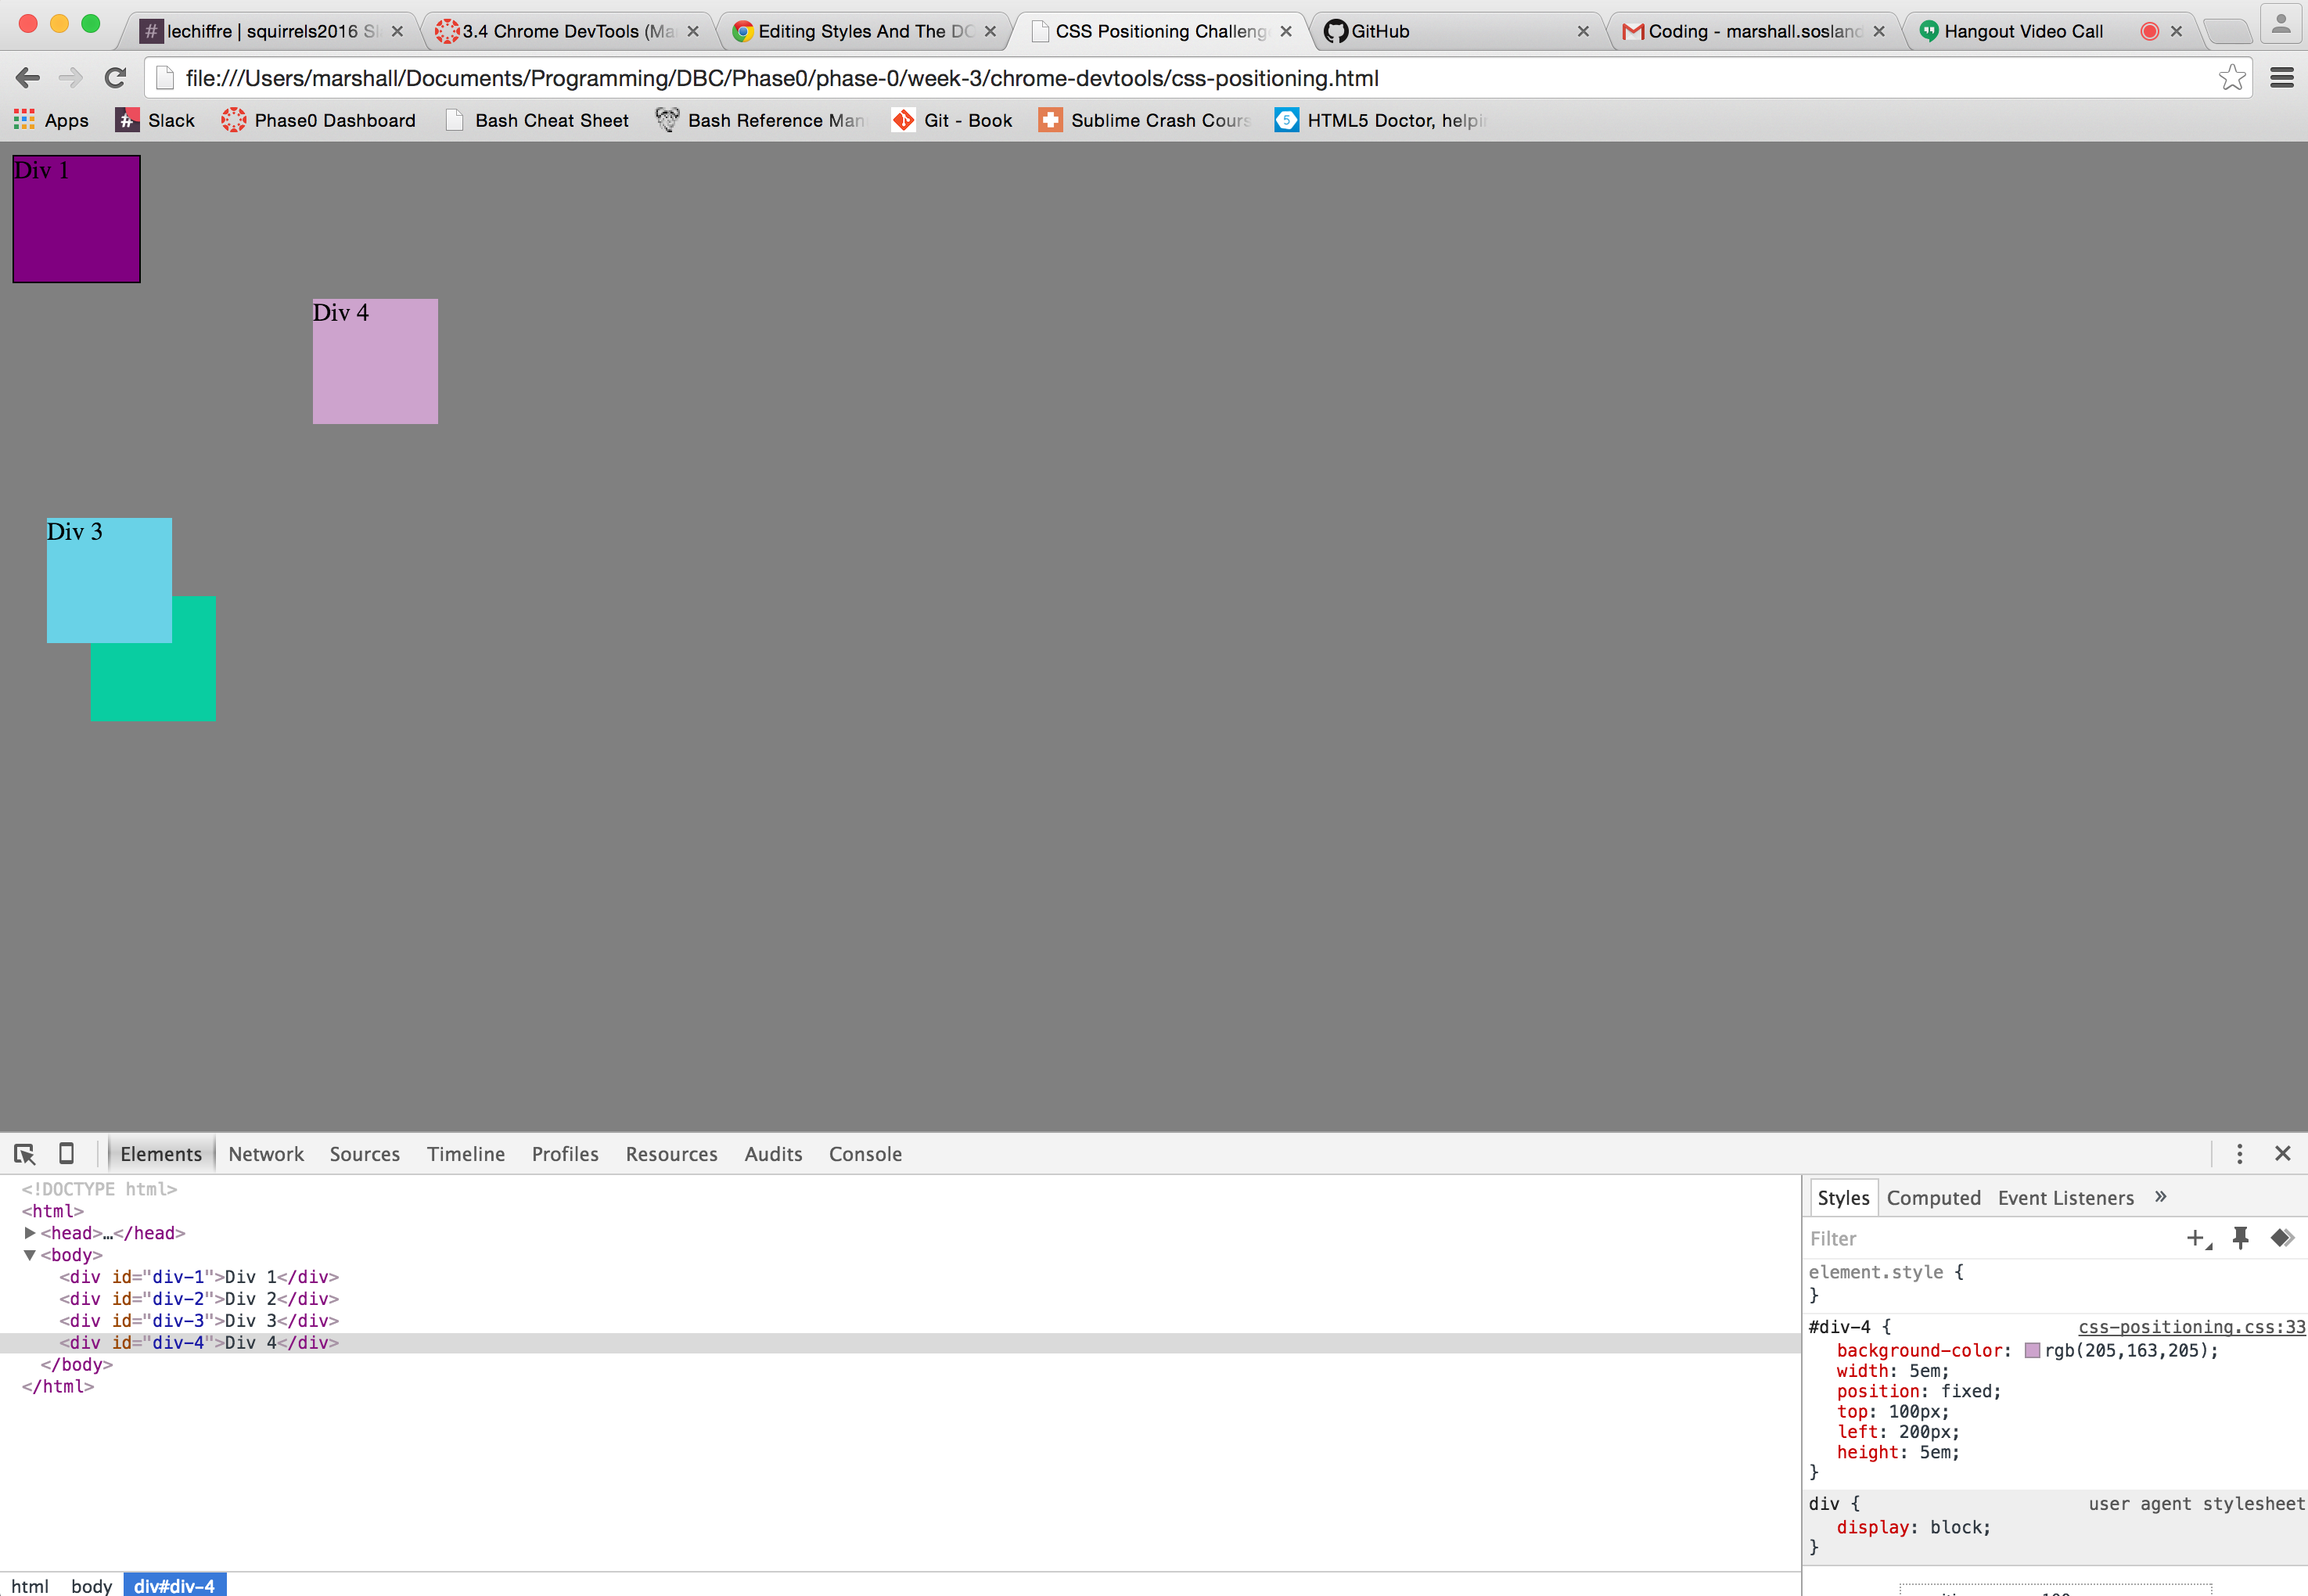 lechiffre | squirrels2016 Sl
3.4 Chrome DevTools (Ma
Editing Styles And The DO
CSS Positioning Challeng
GitHub
Coding - marshall.sosland
Hangout Video Call
file:///Users/marshall/Documents/Programming/DBC/Phase0/phase-0/week-3/chrome-devtools/css-positioning.html
Apps
Slack
Phase0 Dashboard
Bash Cheat Sheet
Bash Reference Man
Git - Book
Sublime Crash Cours
HTML5 Doctor, helpi
Div 1
Div 4
Div 3
Elements Network Sources Timeline Profiles Resources Audits Console
<!DOCTYPE html>
<html>
<head>…</head>
<body>
<div id="div-1">Div 1</div>
<div id="div-2">Div 2</div>
<div id="div-3">Div 3</div>
<div id="div-4">Div 4</div>
</body>
</html>
html body div#div-4
Styles Computed Event Listeners »
Filter
element.style {
}
#div-4 { css-positioning.css:33
background-color: rgb(205,163,205);
width: 5em;
position: fixed;
top: 100px;
left: 200px;
height: 5em;
}
div { user agent stylesheet
display: block;
}